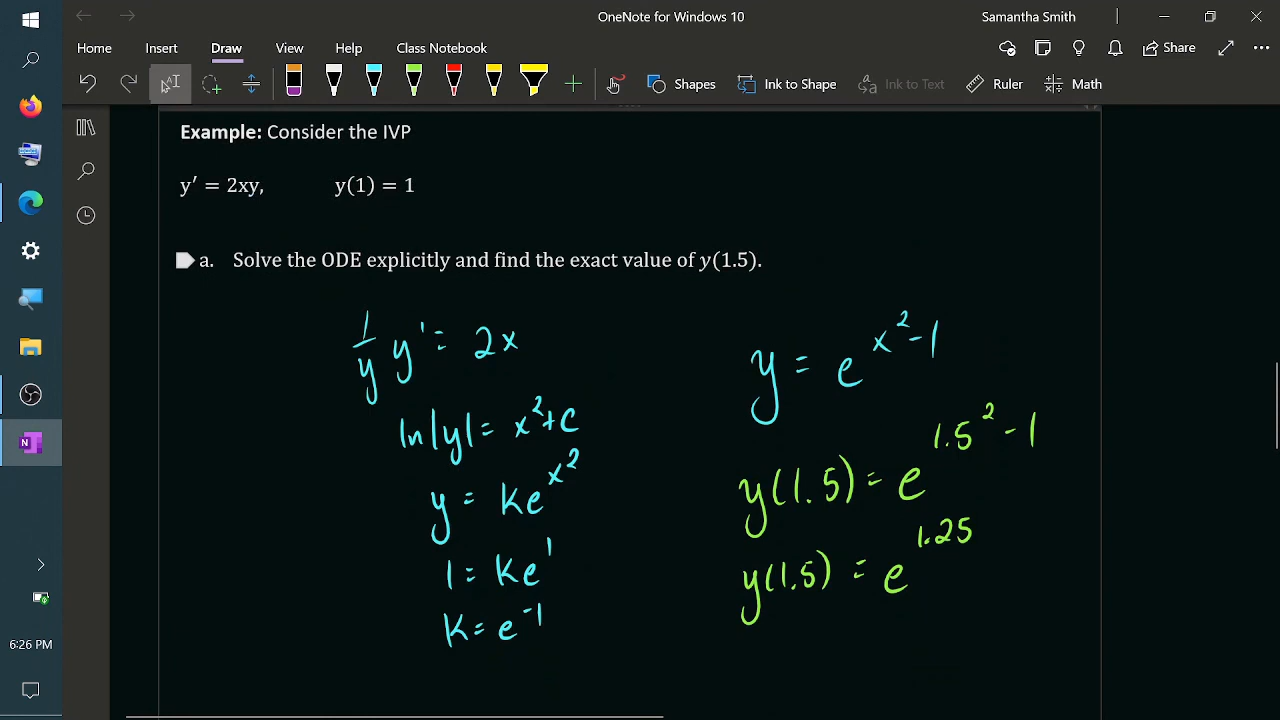 OneNote for Windows 10
Samantha Smith
Home Insert Draw View Help Class Notebook
Share
Shapes Ink to Shape Ink to Text Ruler Math
Example: Consider the IVP
y′ = 2xy, y(1) = 1
a. Solve the ODE explicitly and find the exact value of y(1.5).
1/y y' = 2x
ln|y| = x²+c
y = ke^x²
1 = ke^1
k = e^-1
y = e^x²-1
y(1.5) = e^1.5²-1
y(1.5) = e^1.25
6:26 PM